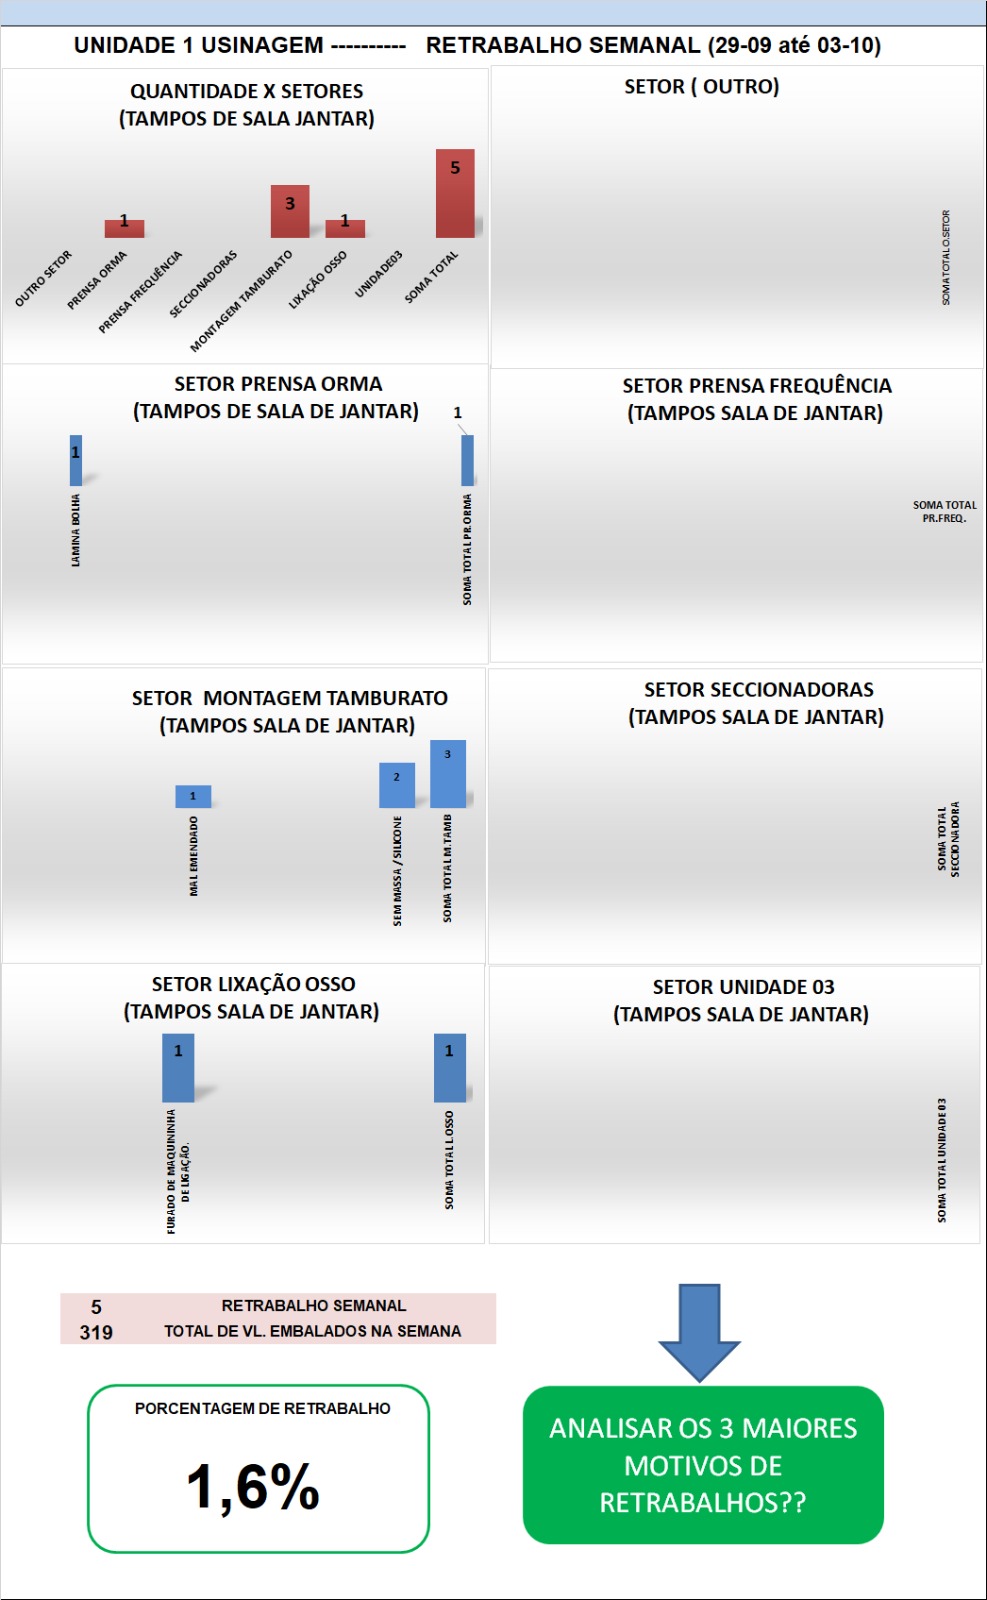 UNIDADE 1 USINAGEM ---------- RETRABALHO SEMANAL (29-09 até 03-10)
QUANTIDADE X SETORES
(TAMPOS DE SALA JANTAR)
1
3
1
5
OUTRO SETOR
PRENSA ORMA
PRENSA FREQUÊNCIA
SECCIONADORAS
MONTAGEM TAMBURATO
LIXAÇÃO OSSO
UNIDADE03
SOMA TOTAL
SETOR ( OUTRO)
SOMA TOTAL O.SETOR
SETOR PRENSA ORMA
(TAMPOS DE SALA DE JANTAR)
1
1
LAMINA BOLHA
SOMA TOTAL PR.ORMA
SETOR PRENSA FREQUÊNCIA
(TAMPOS SALA DE JANTAR)
SOMA TOTAL
PR.FREQ.
SETOR MONTAGEM TAMBURATO
(TAMPOS SALA DE JANTAR)
1
2
3
MAL EMENDADO
SEM MASSA / SILICONE
SOMA TOTAL M.TAMB
SETOR SECCIONADORAS
(TAMPOS SALA DE JANTAR)
SOMA TOTAL
SECCIONADORA
SETOR LIXAÇÃO OSSO
(TAMPOS SALA DE JANTAR)
1
1
FURADO DE MAQUININHA
DE LIGAÇÃO.
SOMA TOTAL L.OSSO
SETOR UNIDADE 03
(TAMPOS SALA DE JANTAR)
SOMA TOTAL UNIDADE 03
5 RETRABALHO SEMANAL
319 TOTAL DE VL. EMBALADOS NA SEMANA
PORCENTAGEM DE RETRABALHO
1,6%
ANALISAR OS 3 MAIORES
MOTIVOS DE
RETRABALHOS??